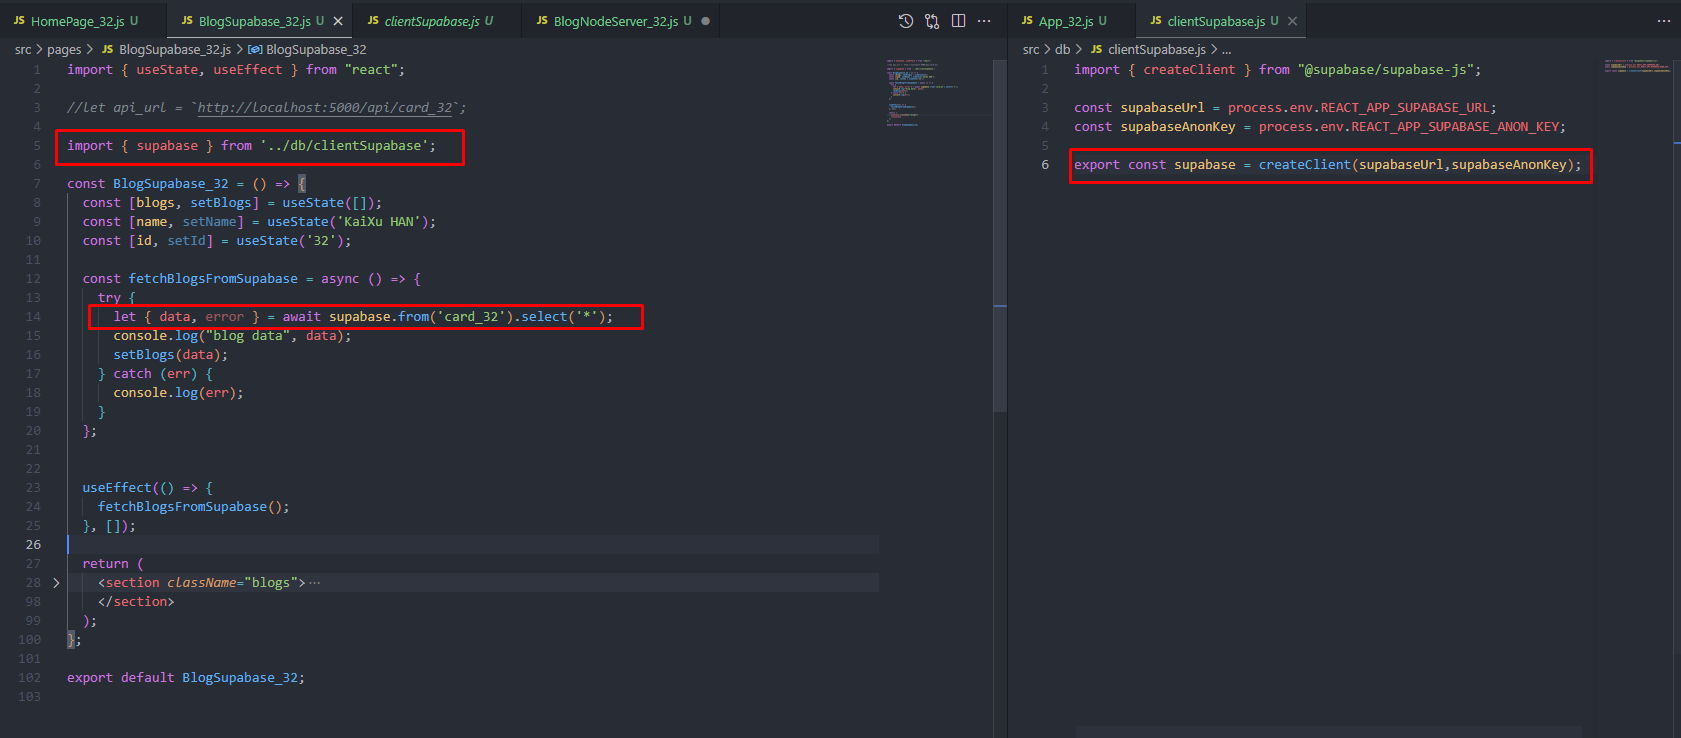 JS HomePage_32.js U
JS BlogSupabase_32.js U
JS clientSupabase.js U
JS BlogNodeServer_32.js U
src > pages > JS BlogSupabase_32.js > BlogSupabase_32
1 import { useState, useEffect } from "react";
2
3 //let api_url = `http://localhost:5000/api/card_32`;
4
5 import { supabase } from '../db/clientSupabase';
6
7 const BlogSupabase_32 = () => {
8 const [blogs, setBlogs] = useState([]);
9 const [name, setName] = useState('KaiXu HAN');
10 const [id, setId] = useState('32');
11
12 const fetchBlogsFromSupabase = async () => {
13 try {
14 let { data, error } = await supabase.from('card_32').select('*');
15 console.log("blog data", data);
16 setBlogs(data);
17 } catch (err) {
18 console.log(err);
19 }
20 };
21
22
23 useEffect(() => {
24 fetchBlogsFromSupabase();
25 }, []);
26
27 return (
28 <section className="blogs">···
98 </section>
99 );
100 };
101
102 export default BlogSupabase_32;
103
JS App_32.js U
JS clientSupabase.js U
src > db > JS clientSupabase.js > ...
1 import { createClient } from "@supabase/supabase-js";
2
3 const supabaseUrl = process.env.REACT_APP_SUPABASE_URL;
4 const supabaseAnonKey = process.env.REACT_APP_SUPABASE_ANON_KEY;
5
6 export const supabase = createClient(supabaseUrl,supabaseAnonKey);